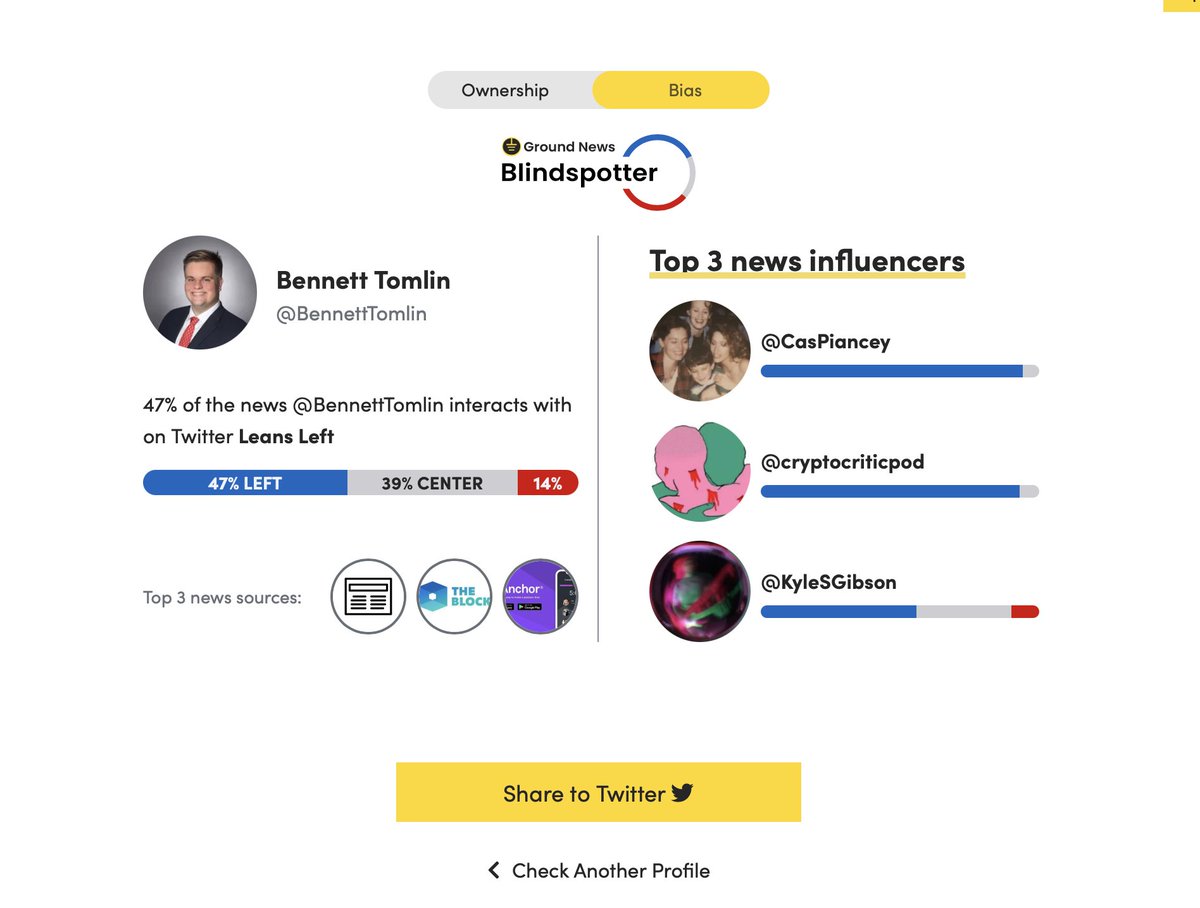 Ownership
Bias
Ground News
Blindspotter
Bennett Tomlin
@BennettTomlin
47% of the news @BennettTomlin interacts with
on Twitter Leans Left
47% LEFT
39% CENTER
14%
Top 3 news sources:
THE
BLOCK
Anchor
Top 3 news influencers
@CasPiancey
@cryptocriticpod
@KyleSGibson
Share to Twitter
Check Another Profile